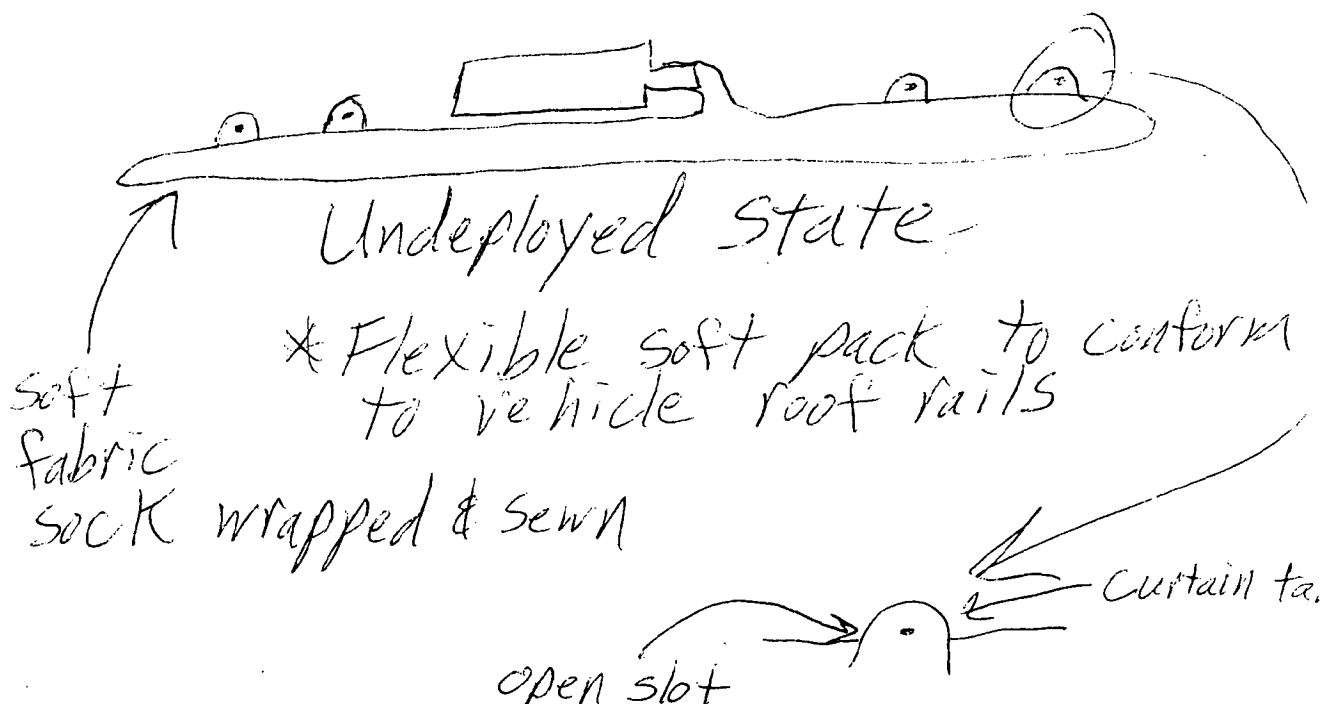 Undeployed state
* Flexible soft pack to conform
to vehicle roof rails
soft
fabric
sock wrapped & sewn
Curtain ta
open slot